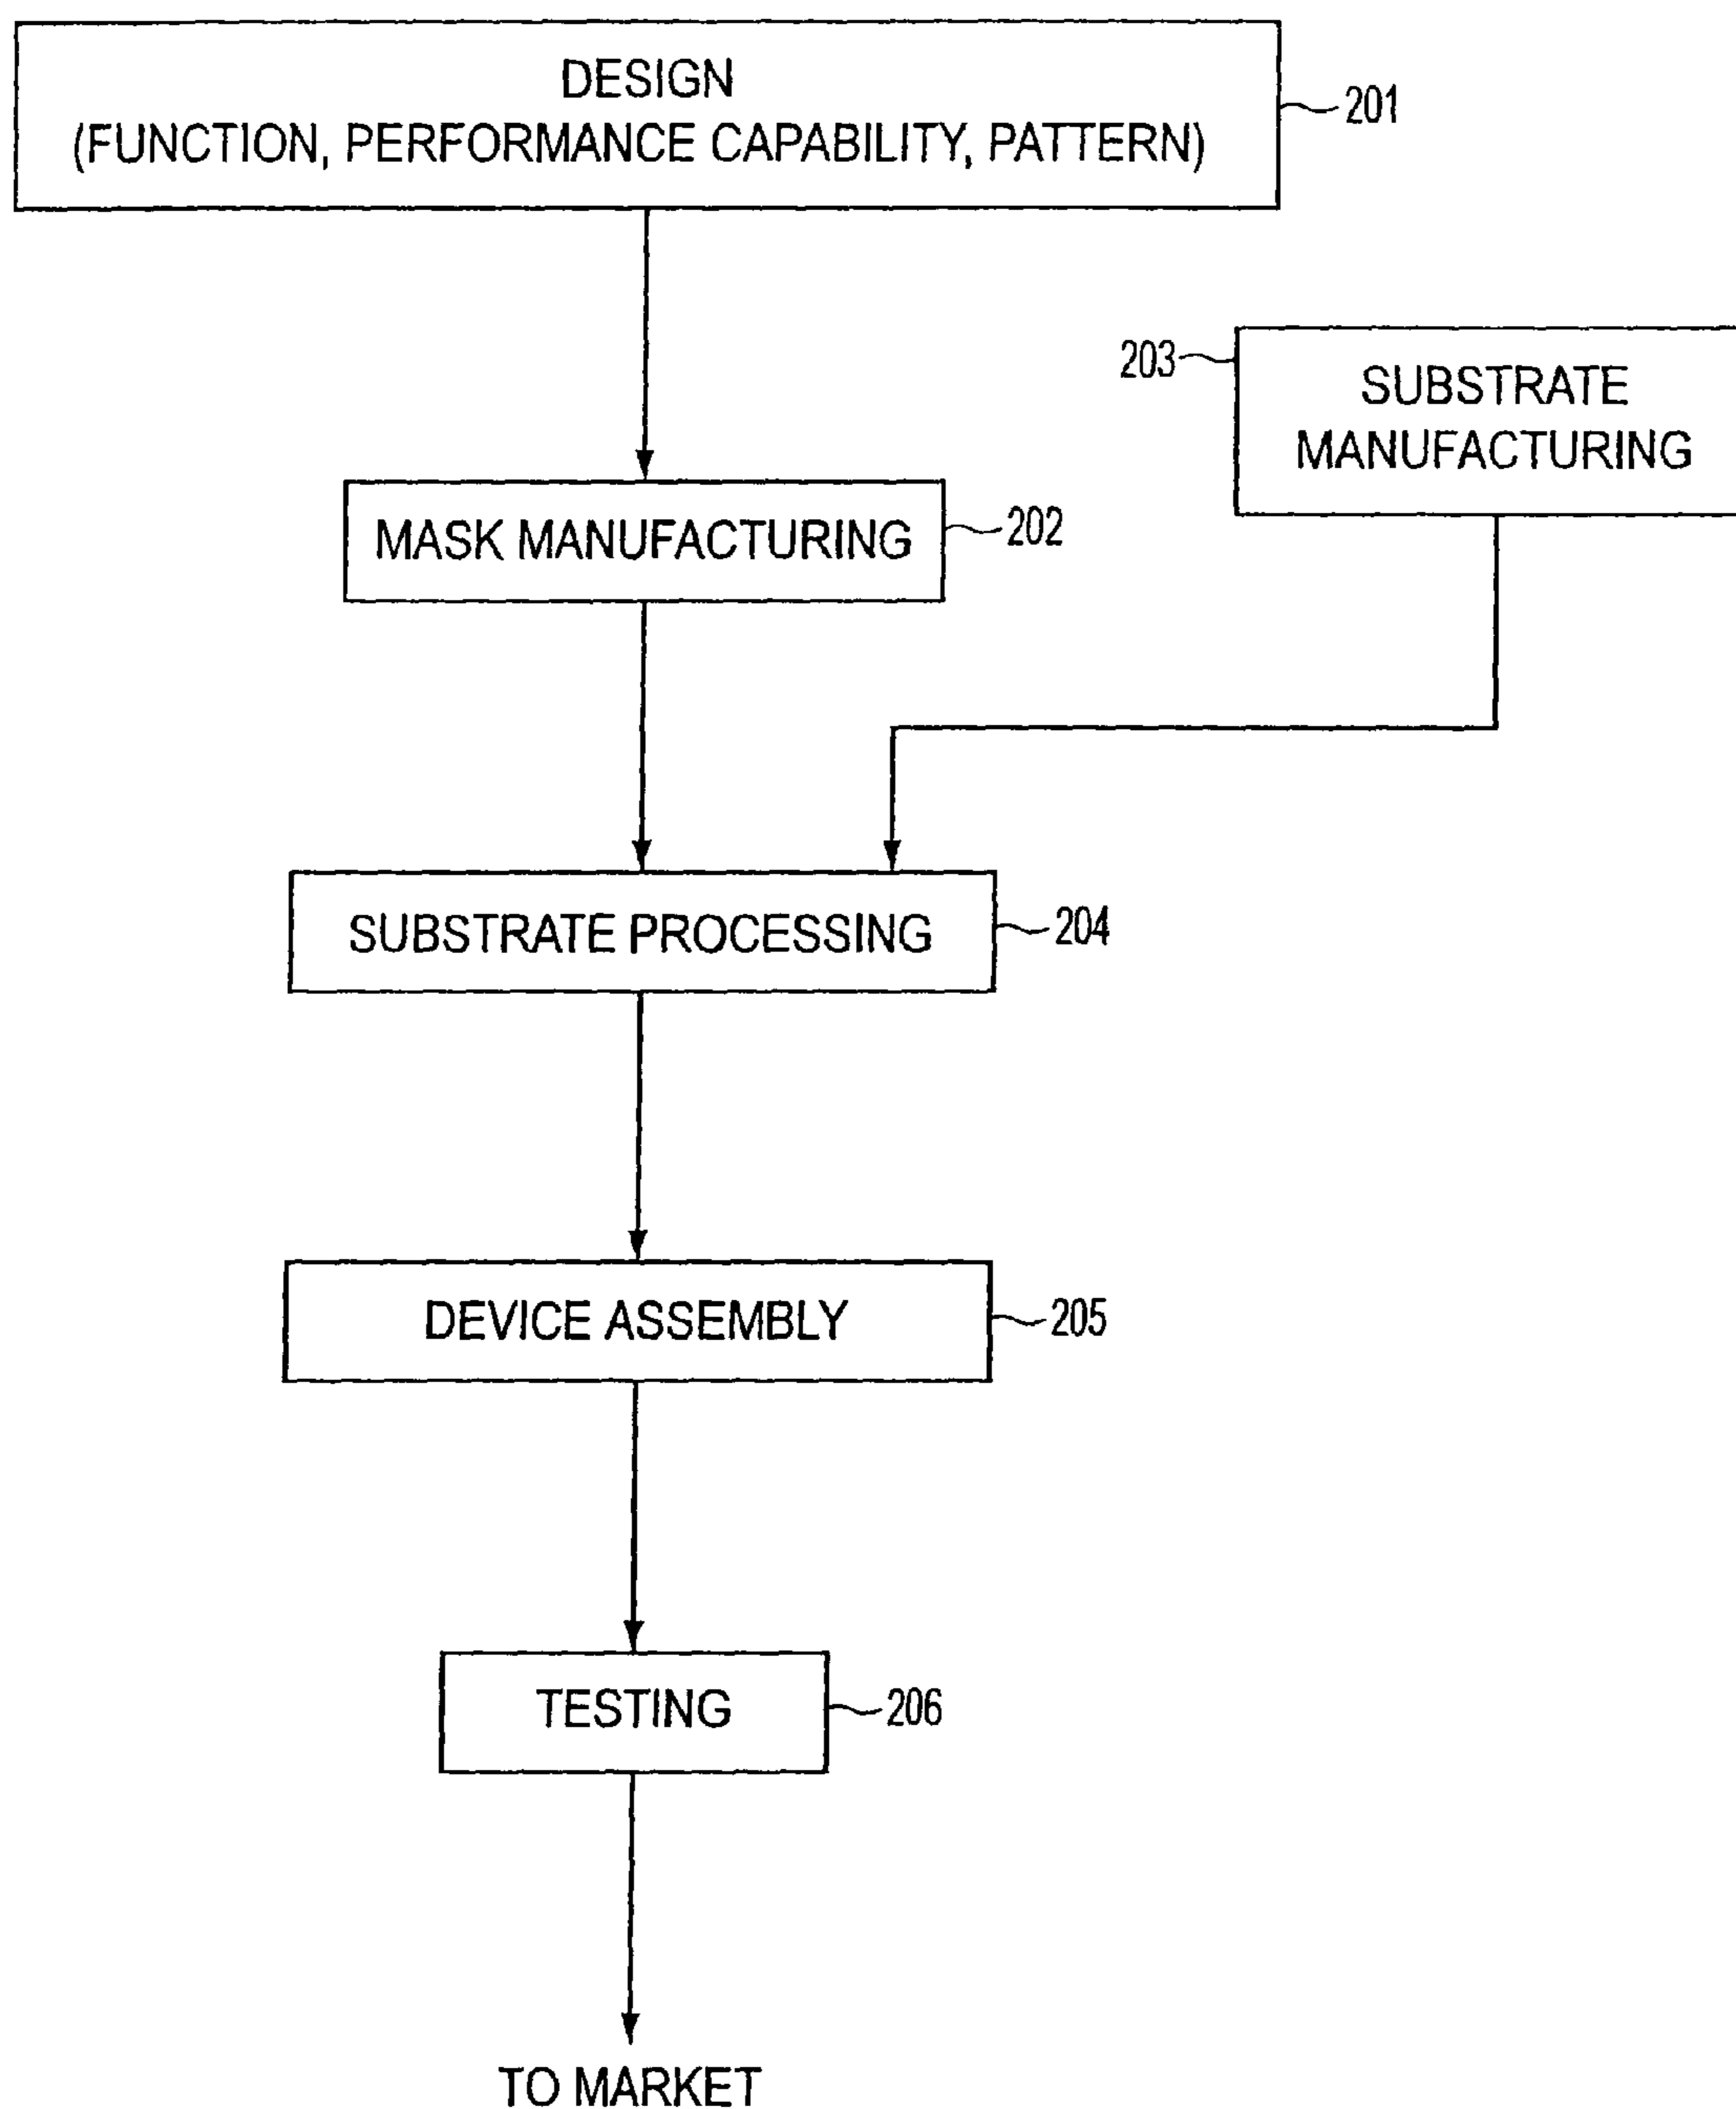 DESIGN
(FUNCTION, PERFORMANCE CAPABILITY, PATTERN)
201
203
SUBSTRATE
MANUFACTURING
MASK MANUFACTURING
202
SUBSTRATE PROCESSING
204
DEVICE ASSEMBLY
205
TESTING
206
TO MARKET